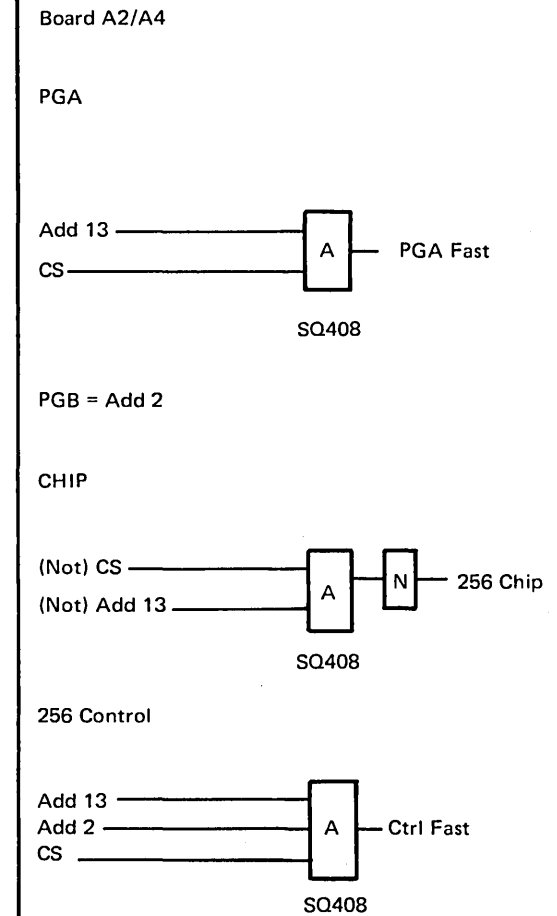 Board A2/A4
PGA
Add 13
A
PGA Fast
CS
SQ408
PGB = Add 2
CHIP
(Not) CS
A
N
256 Chip
(Not) Add 13
SQ408
256 Control
Add 13
Add 2
A
Ctrl Fast
CS
SQ408